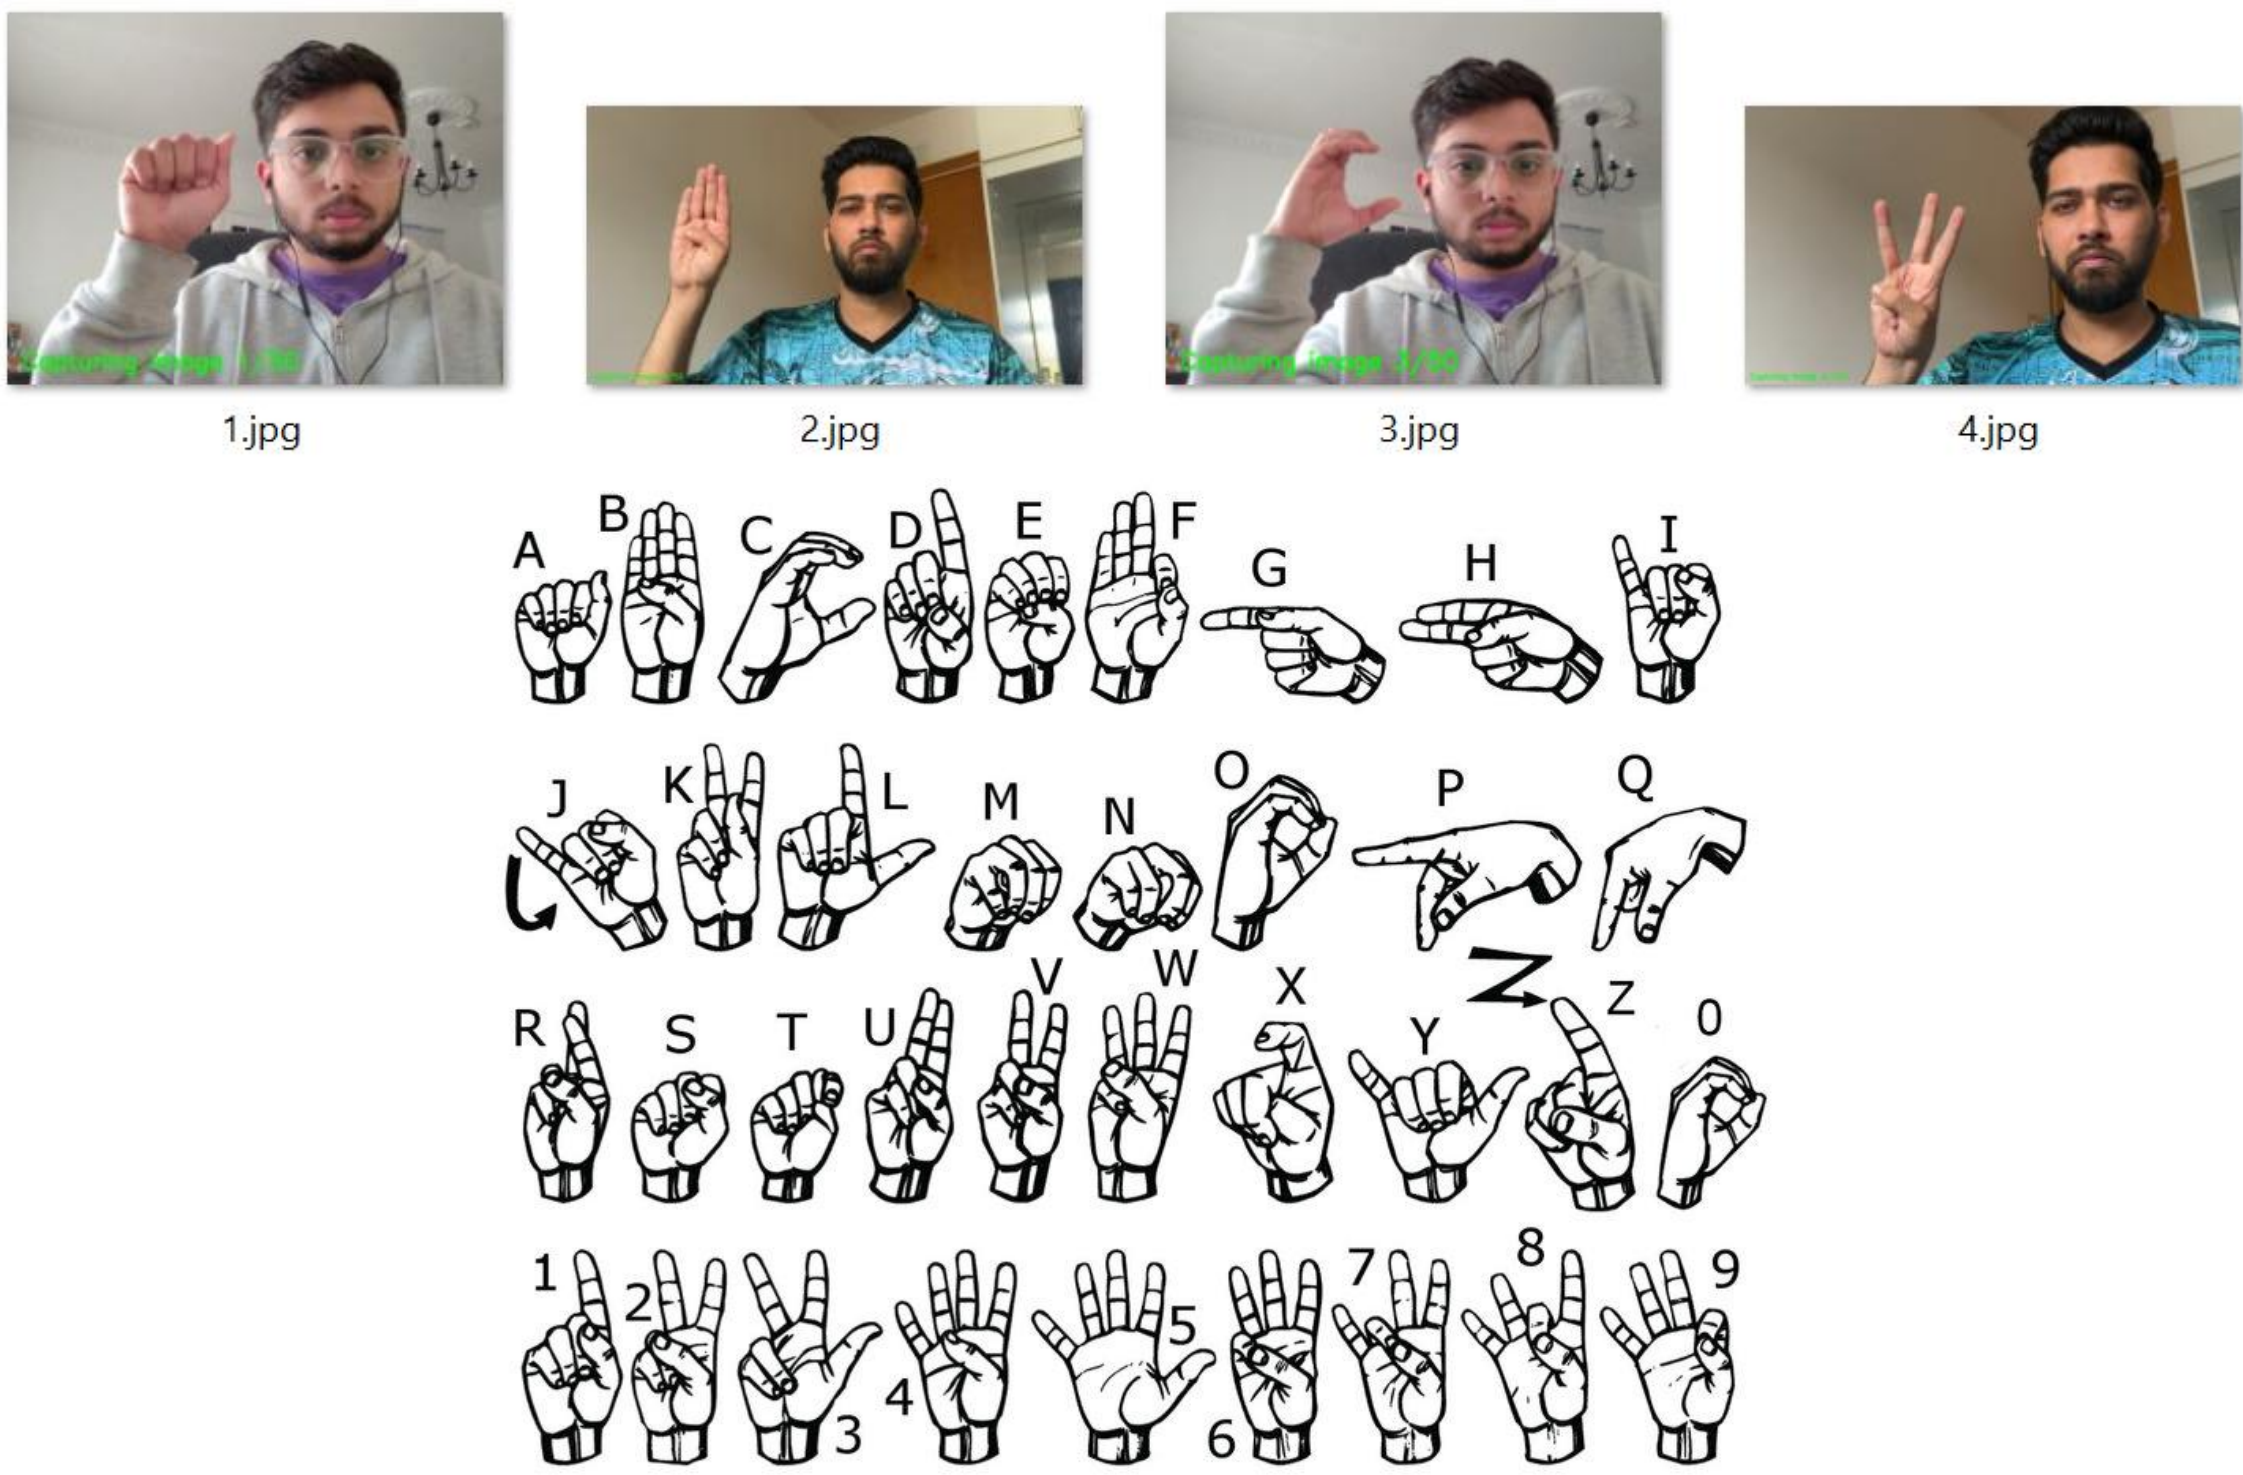 Capturing image 1/50
Capturing image 3/50
1.jpg
2.jpg
3.jpg
4.jpg
A B C D E F G H I
J K L M N O P Q
R S T U V W X Y Z 0
1 2 3 4 5 6 7 8 9